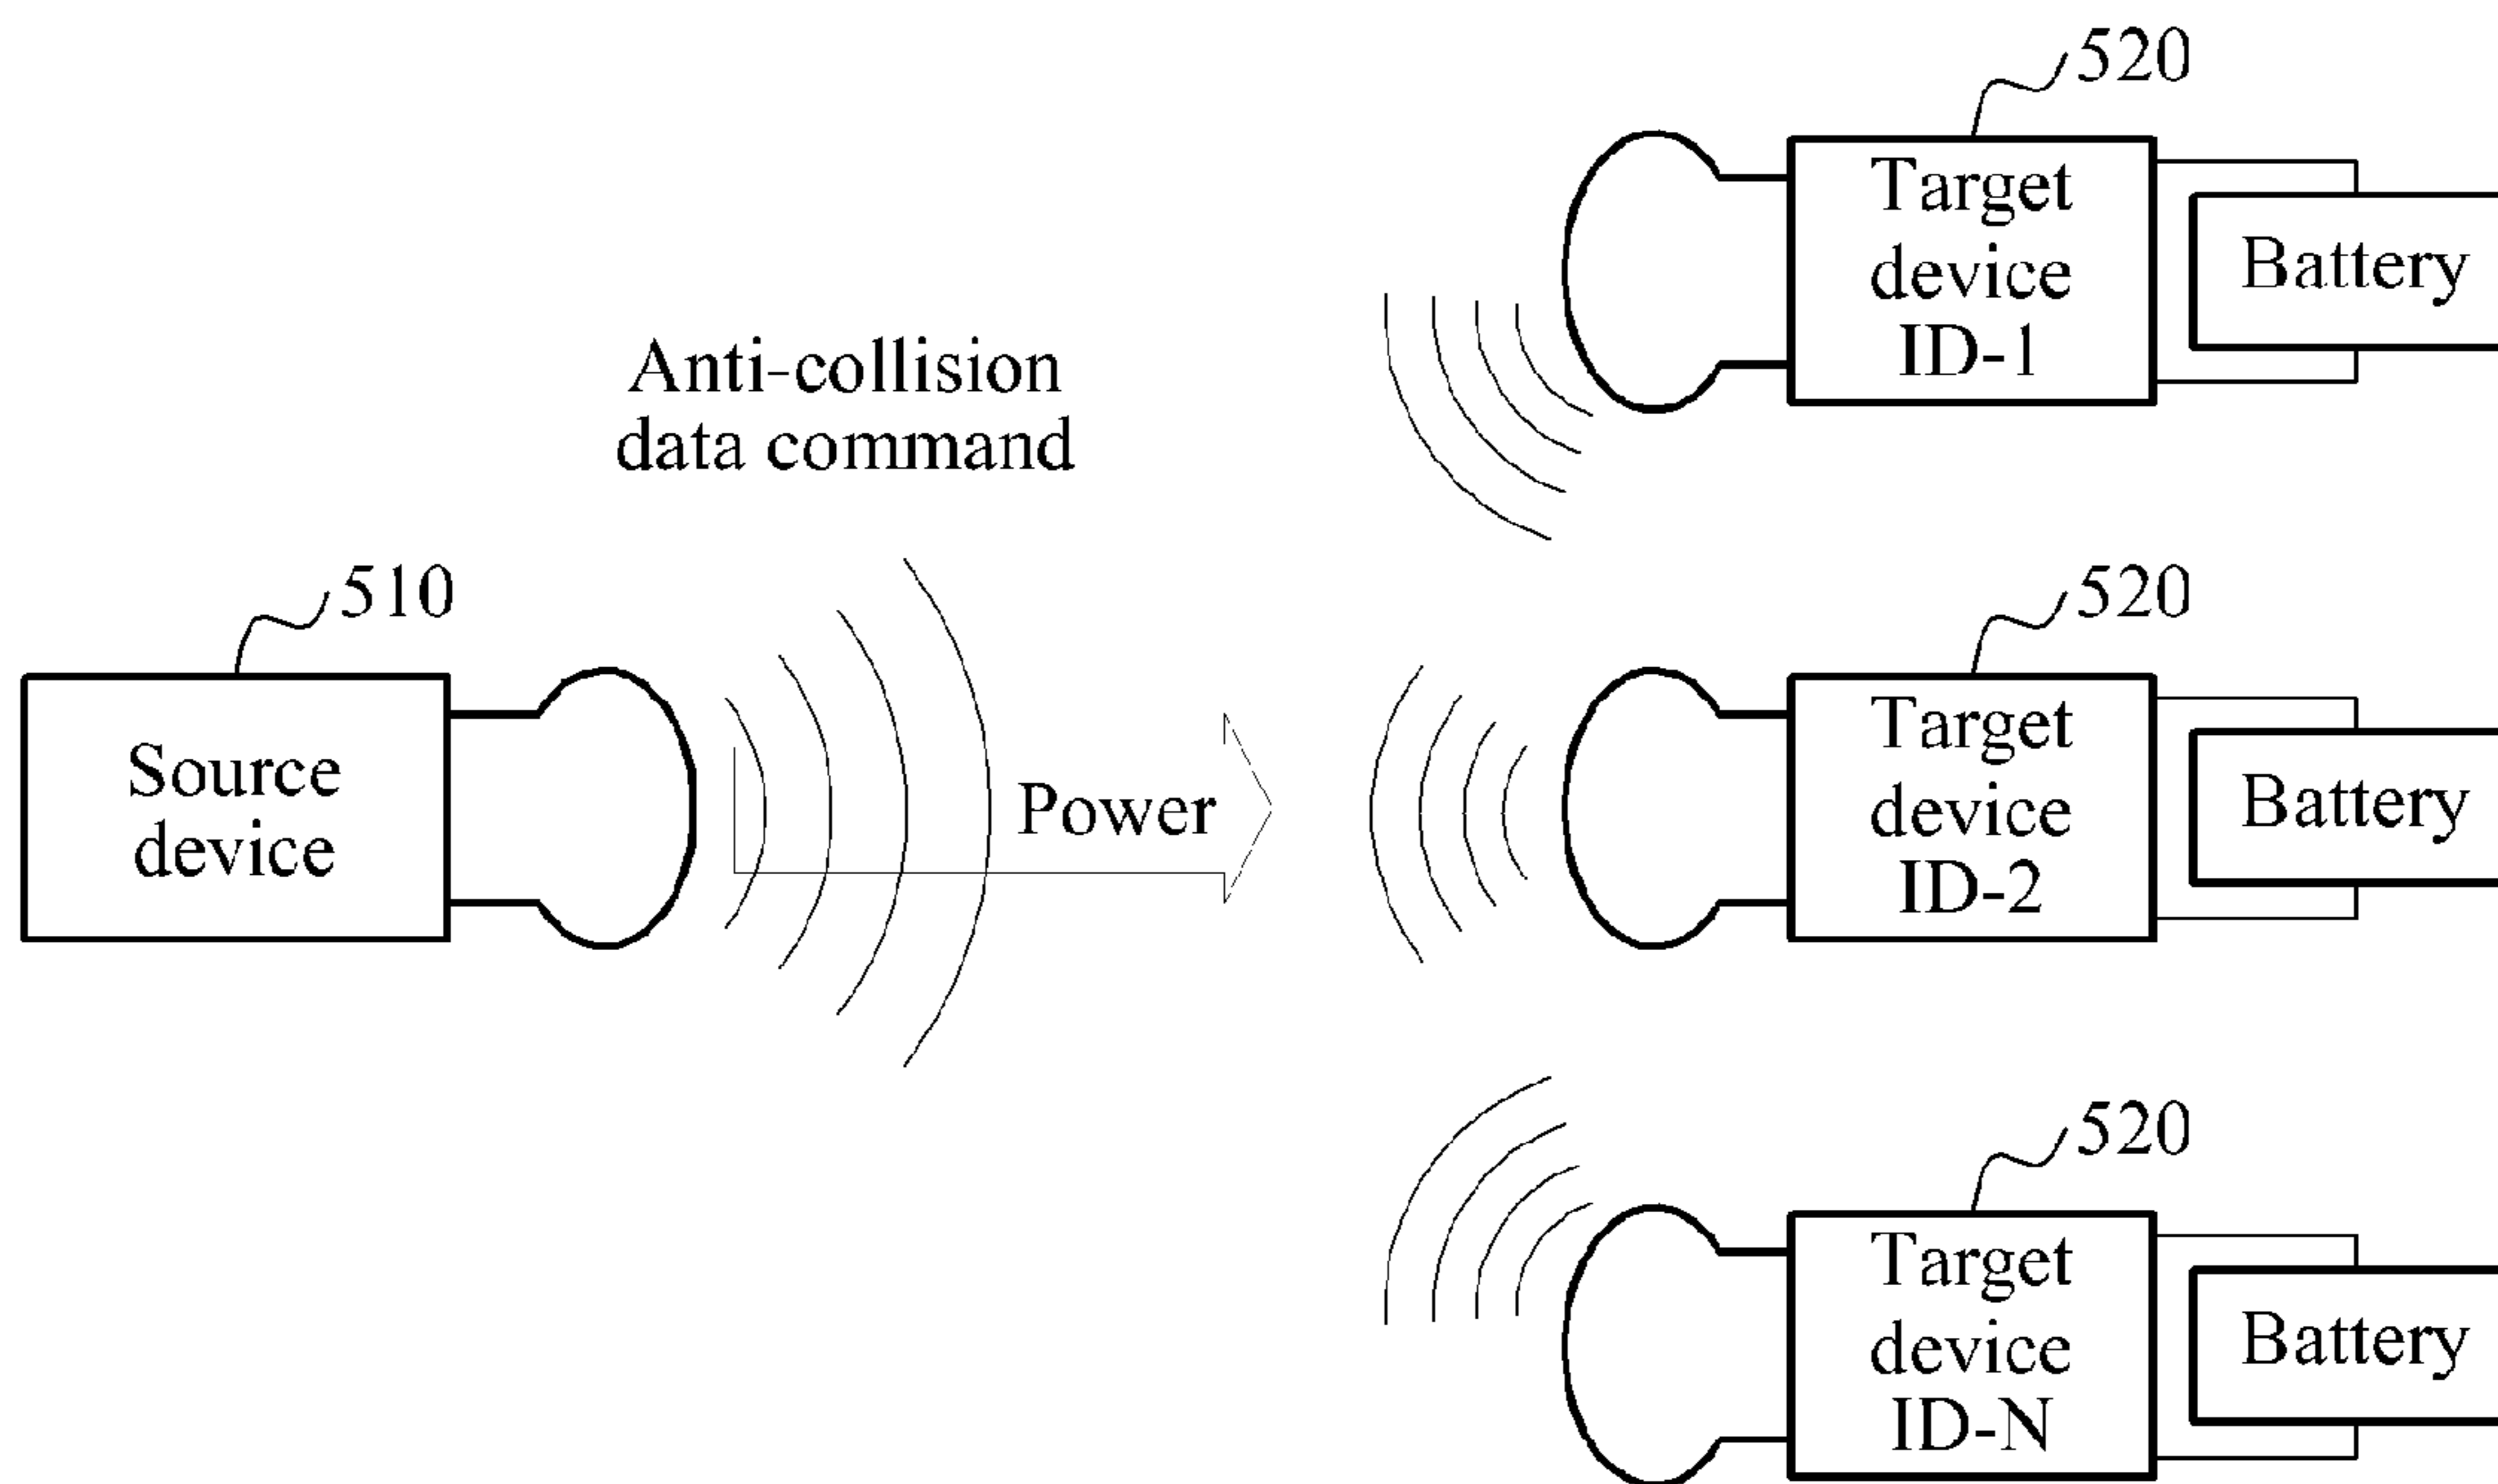 520
Target
device
ID-1
Battery
Anti-collision
data command
510
Source
device
Power
520
Target
device
ID-2
Battery
520
Target
device
ID-N
Battery